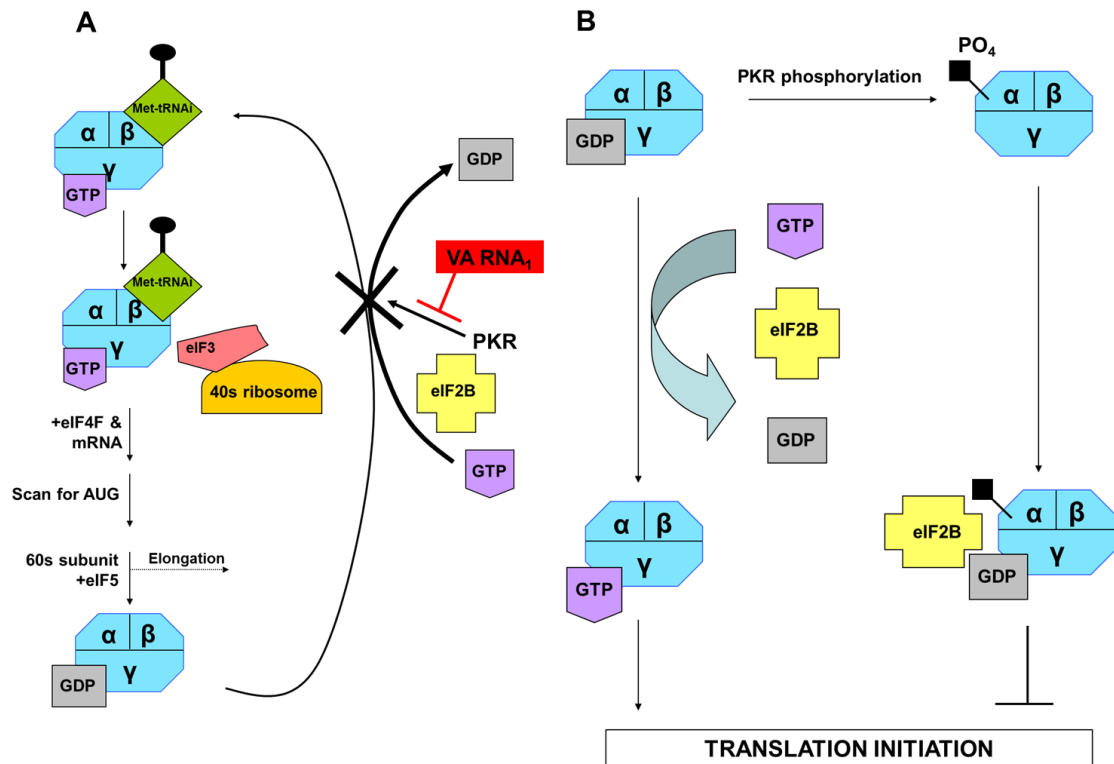 A
Met-tRNAi
α
β
γ
GTP
Met-tRNAi
α
β
γ
GTP
eIF3
40s ribosome
+eIF4F &
mRNA
Scan for AUG
60s subunit
+eIF5
Elongation
α
β
γ
GDP
GDP
VA RNA₁
PKR
eIF2B
GTP
B
α
β
γ
GDP
PKR phosphorylation
PO₄
α
β
γ
GTP
eIF2B
GDP
α
β
γ
GTP
eIF2B
α
β
γ
GDP
TRANSLATION INITIATION